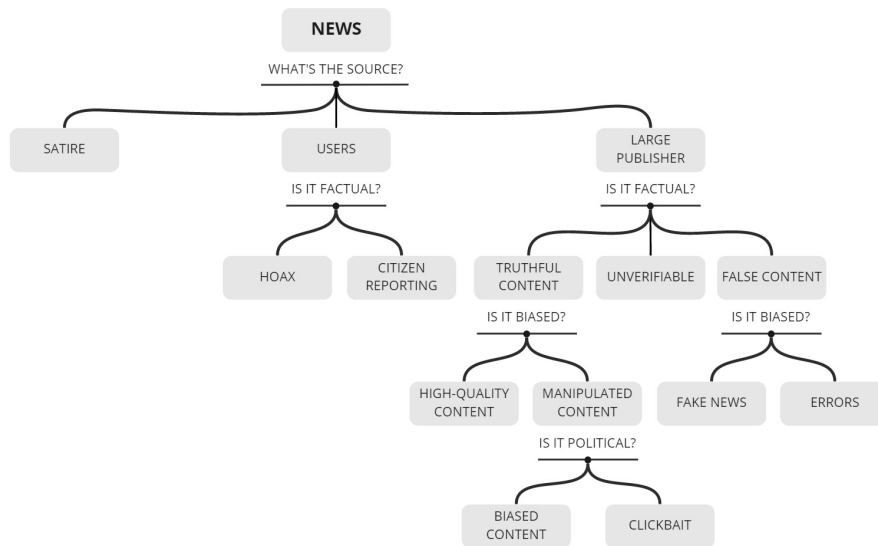 NEWS
WHAT'S THE SOURCE?
SATIRE
USERS
LARGE
PUBLISHER
IS IT FACTUAL?
IS IT FACTUAL?
HOAX
CITIZEN
REPORTING
TRUTHFUL
CONTENT
UNVERIFIABLE
FALSE CONTENT
IS IT BIASED?
IS IT BIASED?
HIGH-QUALITY
CONTENT
MANIPULATED
CONTENT
FAKE NEWS
ERRORS
IS IT POLITICAL?
BIASED
CONTENT
CLICKBAIT